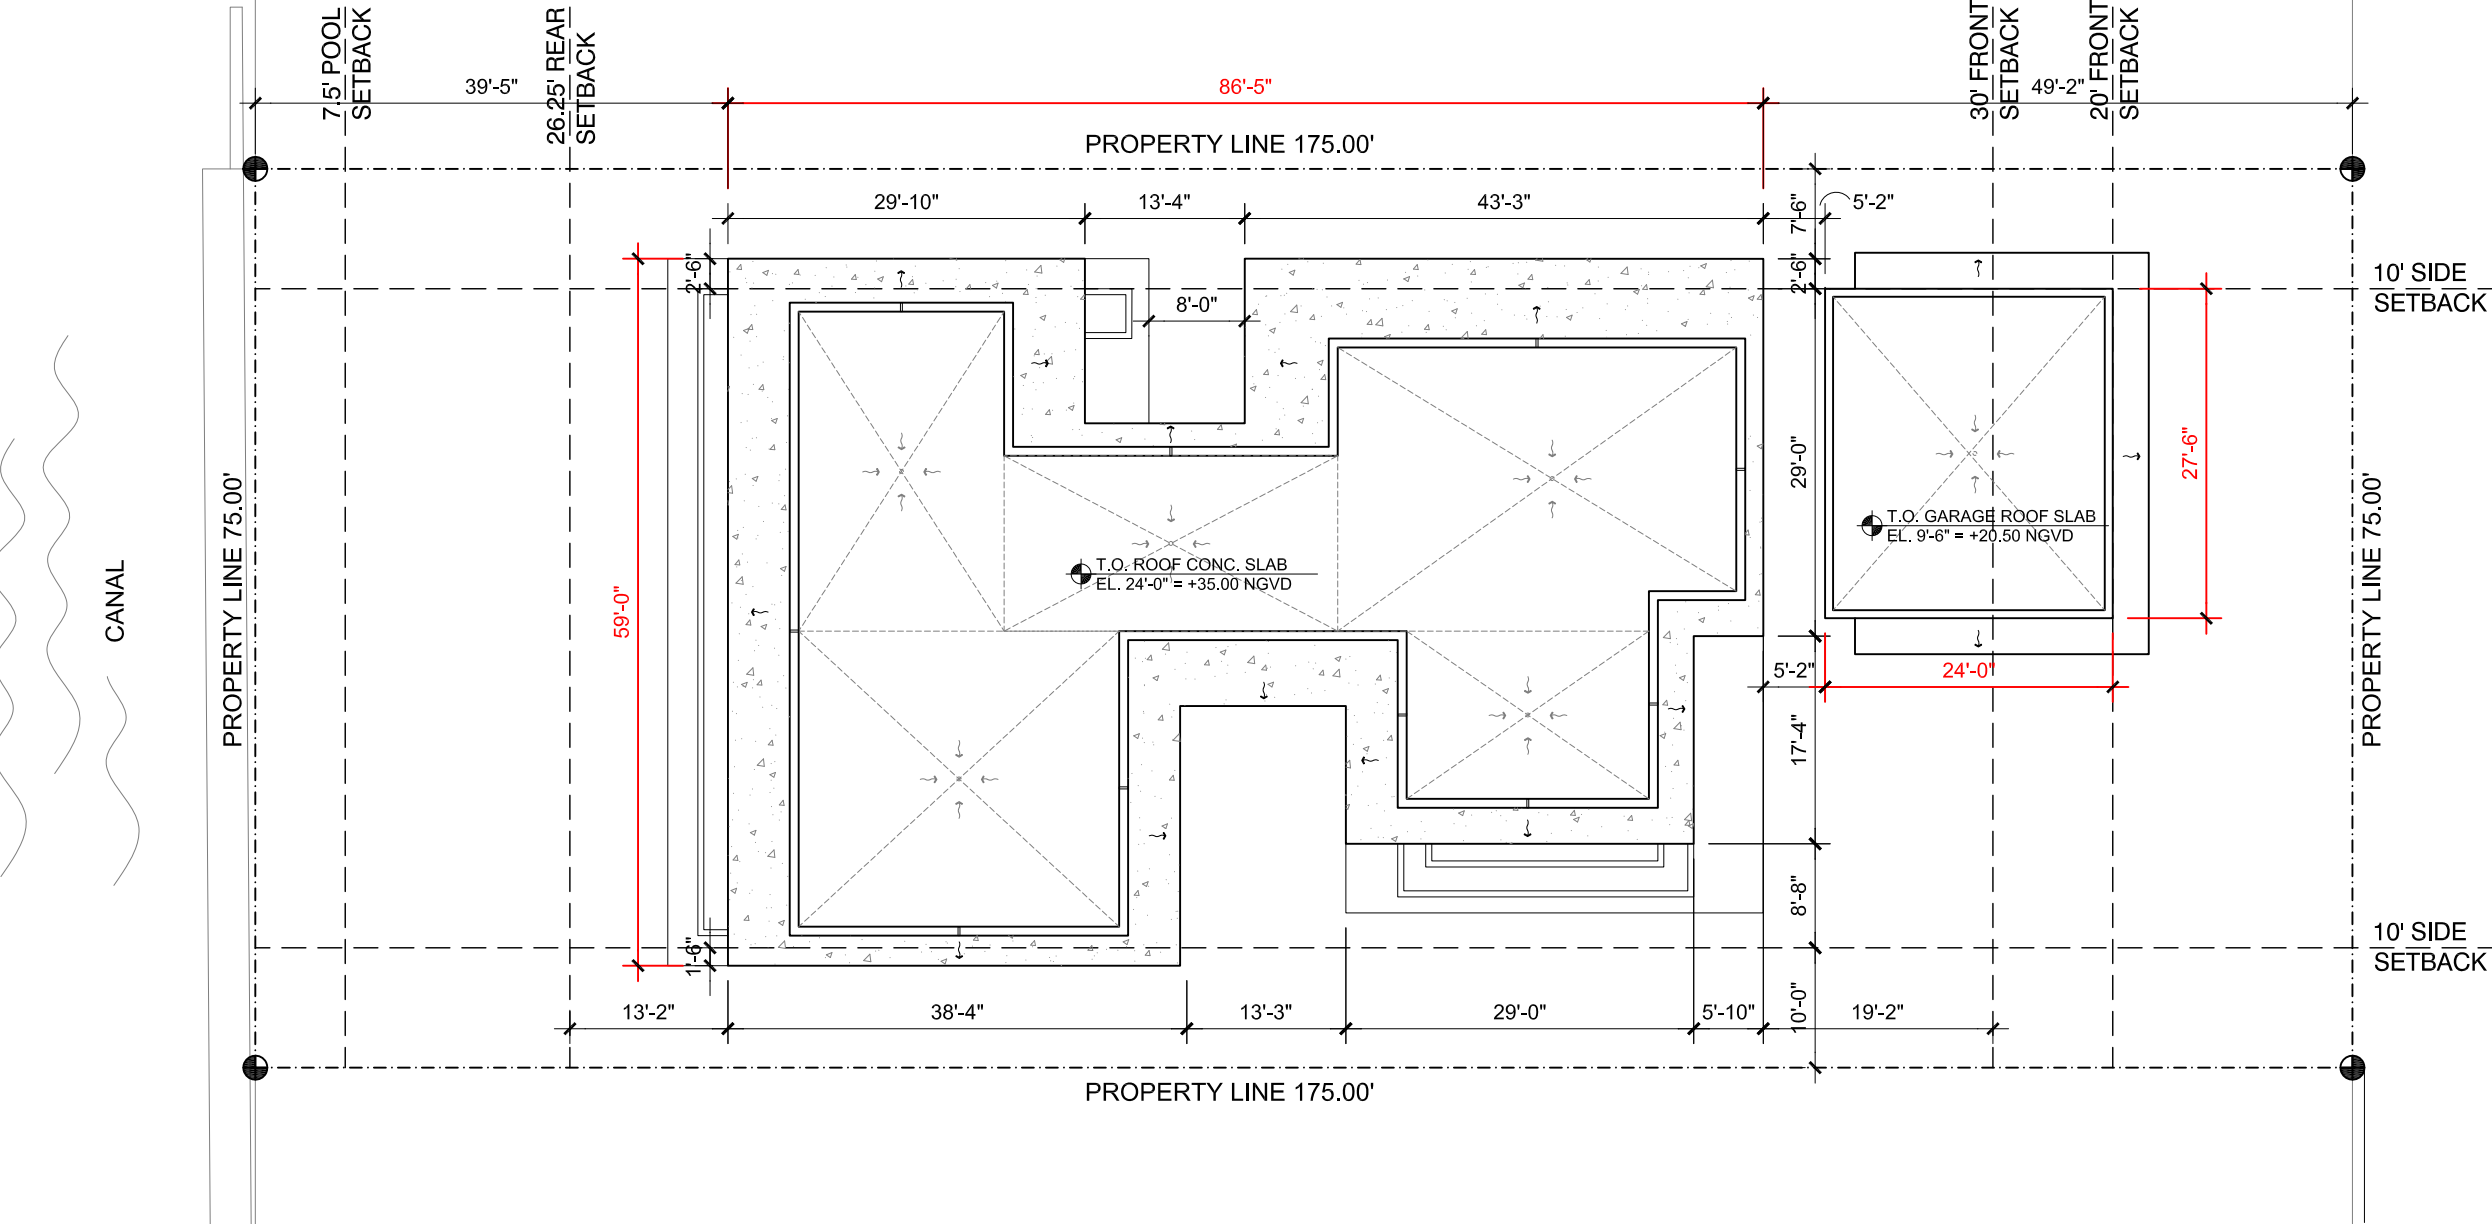 7.5' POOL
SETBACK
26.25' REAR
SETBACK
30' FRONT
SETBACK
20' FRONT
SETBACK
39'-5"
86'-5"
49'-2"
PROPERTY LINE 175.00'
29'-10"
13'-4"
43'-3"
7'-6"
5'-2"
2'-6"
2'-6"
8'-0"
10' SIDE
SETBACK
29'-0"
27'-6"
T.O. GARAGE ROOF SLAB
EL. 9'-6" = +20.50 NGVD
T.O. ROOF CONC. SLAB
EL. 24'-0" = +35.00 NGVD
CANAL
PROPERTY LINE 75.00'
59'-0"
PROPERTY LINE 75.00'
5'-2"
24'-0"
17'-4"
8'-8"
10' SIDE
SETBACK
1'-6"
13'-2"
38'-4"
13'-3"
29'-0"
5'-10"
10'-0"
19'-2"
PROPERTY LINE 175.00'